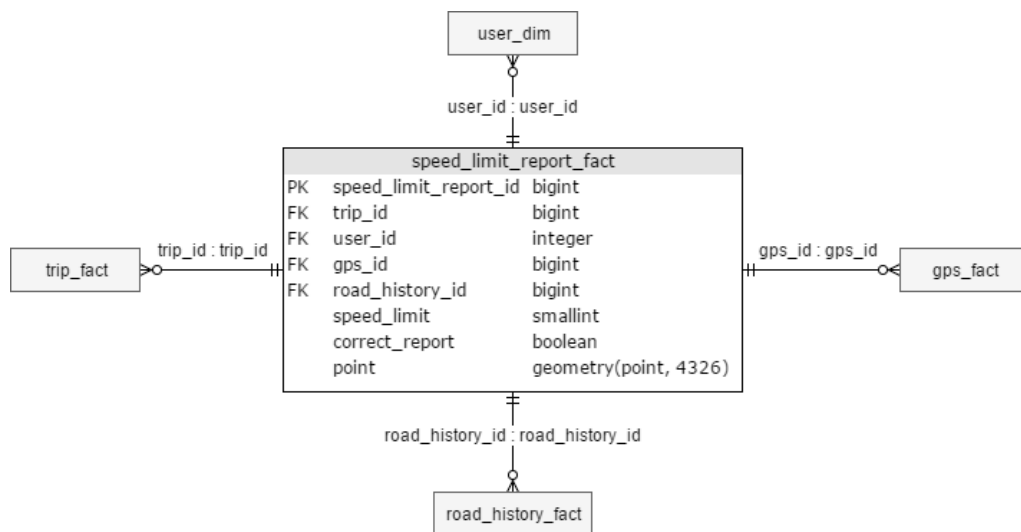 user_dim
user_id : user_id
speed_limit_report_fact
PK speed_limit_report_id bigint
FK trip_id bigint
FK user_id integer
FK gps_id bigint
FK road_history_id bigint
speed_limit smallint
correct_report boolean
point geometry(point, 4326)
trip_id : trip_id
trip_fact
gps_id : gps_id
gps_fact
road_history_id : road_history_id
road_history_fact